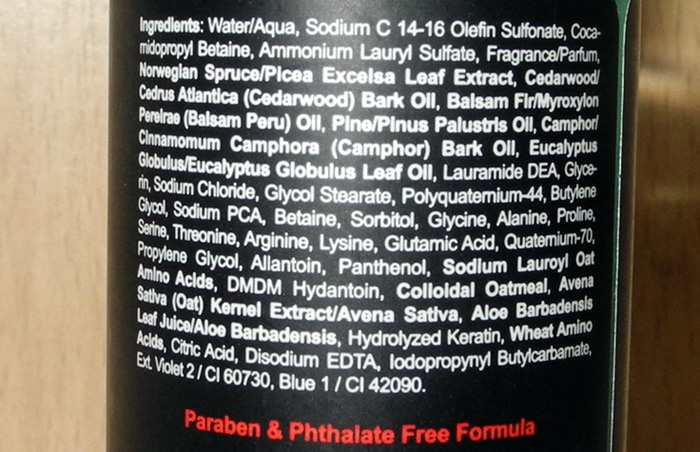 Ingredients: Water/Aqua, Sodium C 14-16 Olefin Sulfonate, Coca-
midopropyl Betaine, Ammonium Lauryl Sulfate, Fragrance/Parfum,
Norwegian Spruce/Picea Excelsa Leaf Extract, Cedarwood/
Cedrus Atlantica (Cedarwood) Bark Oil, Balsam Fir/Myroxylon
Pereirae (Balsam Peru) Oil, Pine/Pinus Palustris Oil, Camphor/
Cinnamomum Camphora (Camphor) Bark Oil, Eucalyptus
Globulus/Eucalyptus Globulus Leaf Oil, Lauramide DEA, Glyce-
rin, Sodium Chloride, Glycol Stearate, Polyquaternium-44, Butylene
Glycol, Sodium PCA, Betaine, Sorbitol, Glycine, Alanine, Proline,
Serine, Threonine, Arginine, Lysine, Glutamic Acid, Quaternium-70,
Propylene Glycol, Allantoin, Panthenol, Sodium Lauroyl Oat
Amino Acids, DMDM Hydantoin, Colloidal Oatmeal, Avena
Sativa (Oat) Kernel Extract/Avena Sativa, Aloe Barbadensis
Leaf Juice/Aloe Barbadensis, Hydrolyzed Keratin, Wheat Amino
Acids, Citric Acid, Disodium EDTA, Iodopropynyl Butylcarbamate,
Ext. Violet 2 / CI 60730, Blue 1 / CI 42090.
Paraben & Phthalate Free Formula